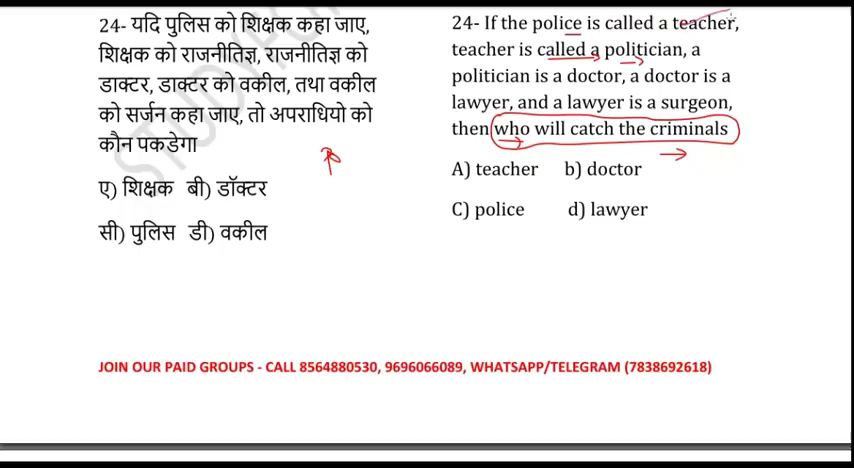 24- यदि पुलिस को शिक्षक कहा जाए,
शिक्षक को राजनीतिज्ञ, राजनीतिज्ञ को
डाक्टर, डाक्टर को वकील, तथा वकील
को सर्जन कहा जाए, तो अपराधियो को
कौन पकडेगा
ए) शिक्षक बी) डॉक्टर
सी) पुलिस डी) वकील
24- If the police is called a teacher,
teacher is called a politician, a
politician is a doctor, a doctor is a
lawyer, and a lawyer is a surgeon,
then who will catch the criminals
A) teacher b) doctor
C) police d) lawyer
JOIN OUR PAID GROUPS - CALL 8564880530, 9696066089, WHATSAPP/TELEGRAM (7838692618)